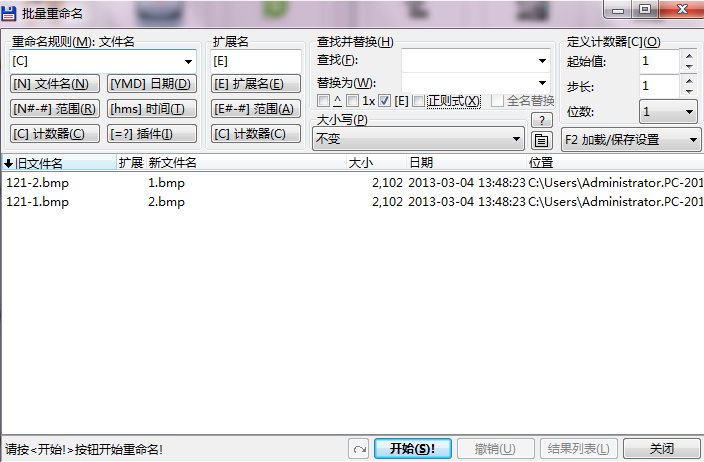 批量重命名
重命名规则(M): 文件名
扩展名
查找并替换(H)
定义计数器[C](O)
[C]
[E]
查找(F):
起始值:
1
[N] 文件名(N)
[YMD] 日期(D)
[E] 扩展名(E)
替换为(W):
步长:
1
[N#-#] 范围(R)
[hms] 时间(T)
[E#-#] 范围(A)
^
1x
[E]
正则式(X)
全名替换
位数:
1
大小写(P)
?
[C] 计数器(C)
[=?] 插件(I)
[C] 计数器(C)
不变
F2 加载/保存设置
旧文件名 扩展 新文件名 大小 日期 位置
121-2.bmp 1.bmp 2,102 2013-03-04 13:48:23 C:\Users\Administrator.PC-201
121-1.bmp 2.bmp 2,102 2013-03-04 13:48:23 C:\Users\Administrator.PC-201
请按<开始!>按钮开始重命名!
开始(S)!
撤销(U)
结果列表(L)
关闭